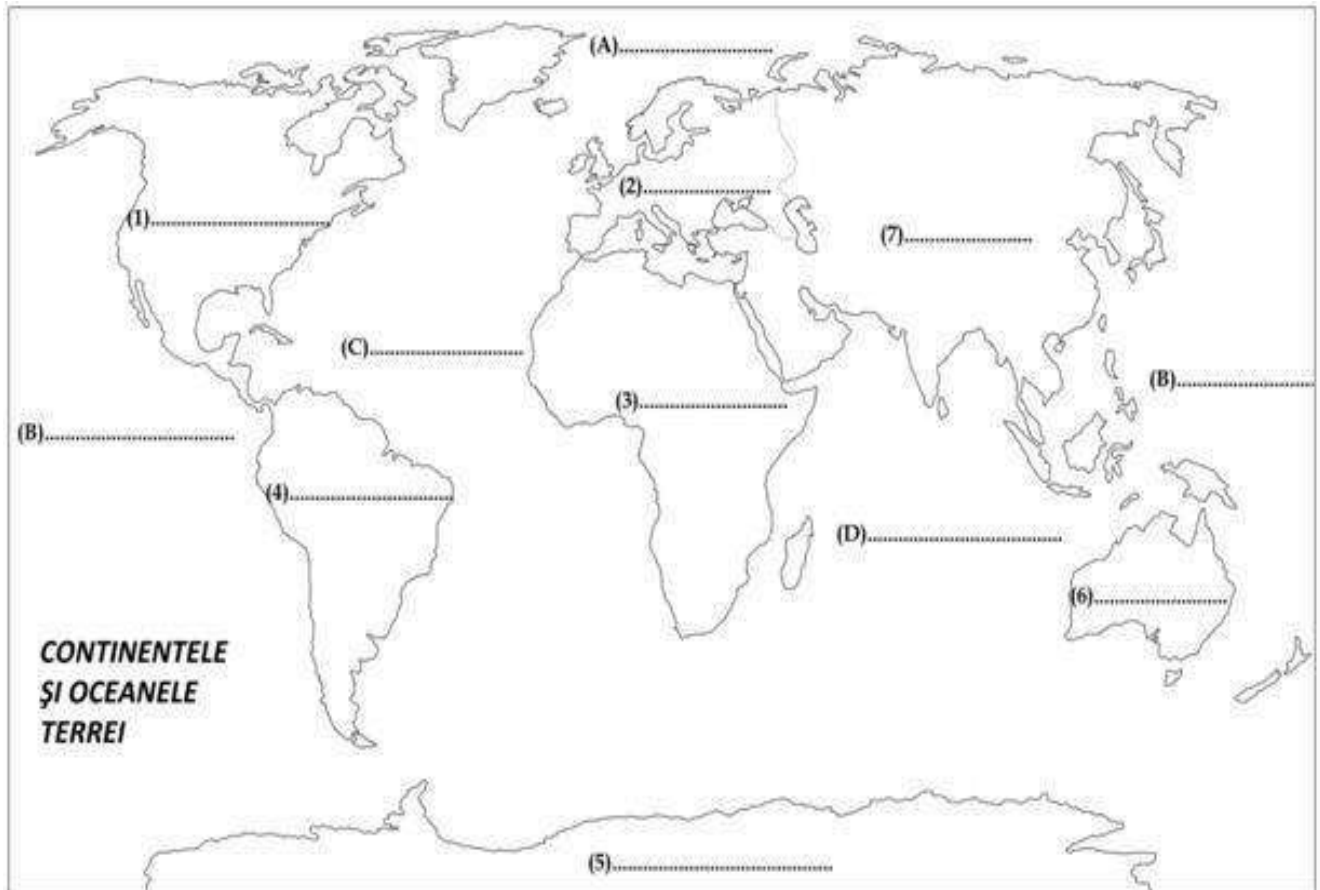 (A)..............................
(2)..............................
(1)..............................
(7)..............................
(C)..............................
(B)..............................
(3)..............................
(B)..............................
(4)..............................
(D)..............................
(6)..............................
CONTINENTELE
ŞI OCEANELE
TERREI
(5)..............................